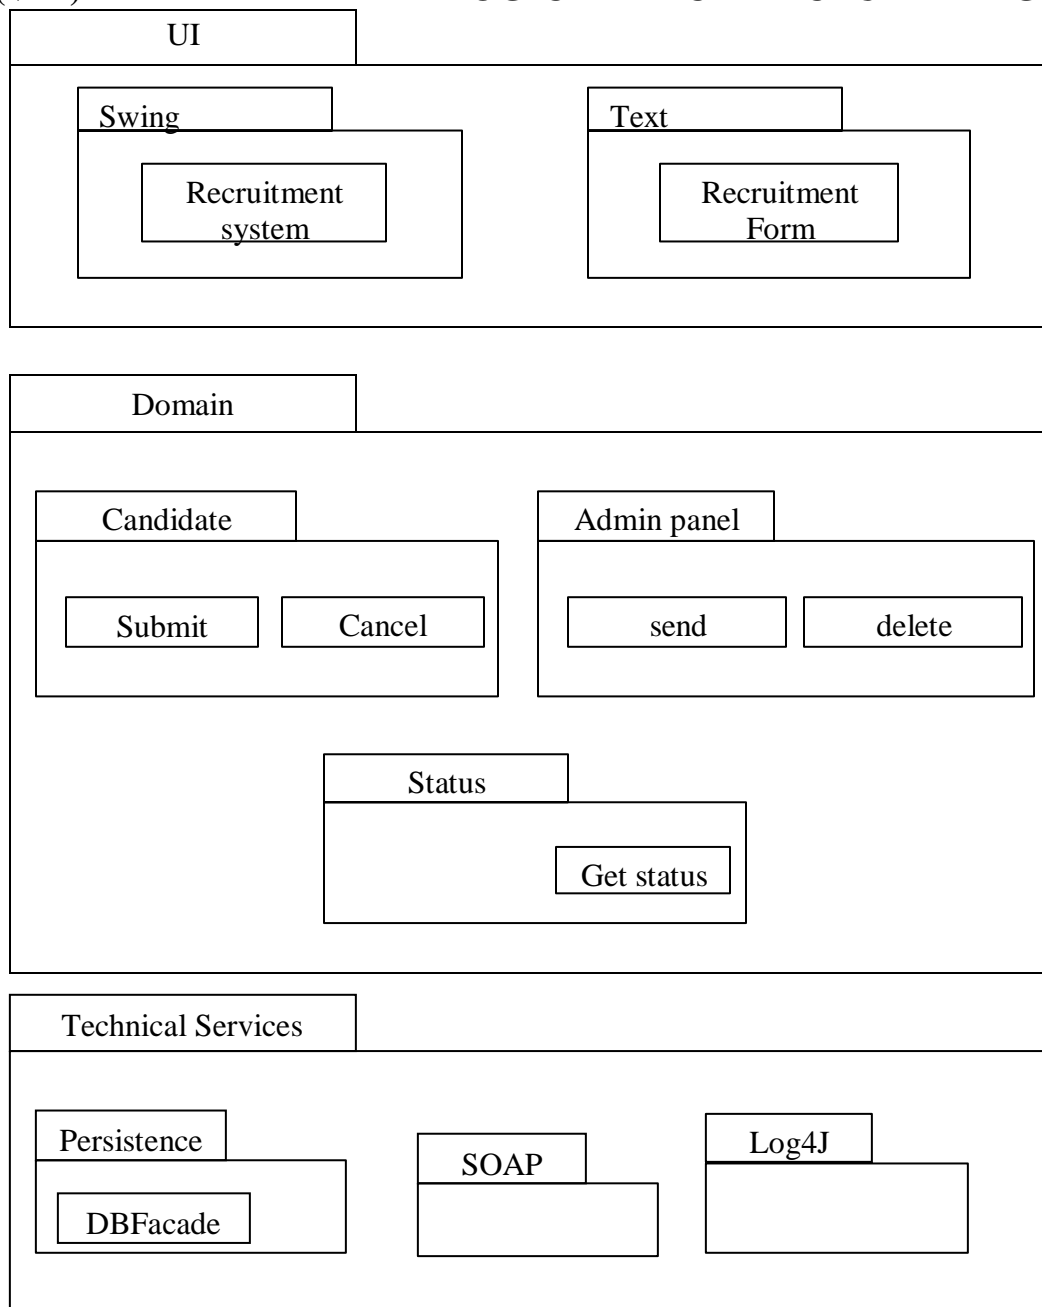 UI
Swing
Text
Recruitment
system
Recruitment
Form
Domain
Candidate
Admin panel
Submit
Cancel
send
delete
Status
Get status
Technical Services
Persistence
SOAP
Log4J
DBFacade